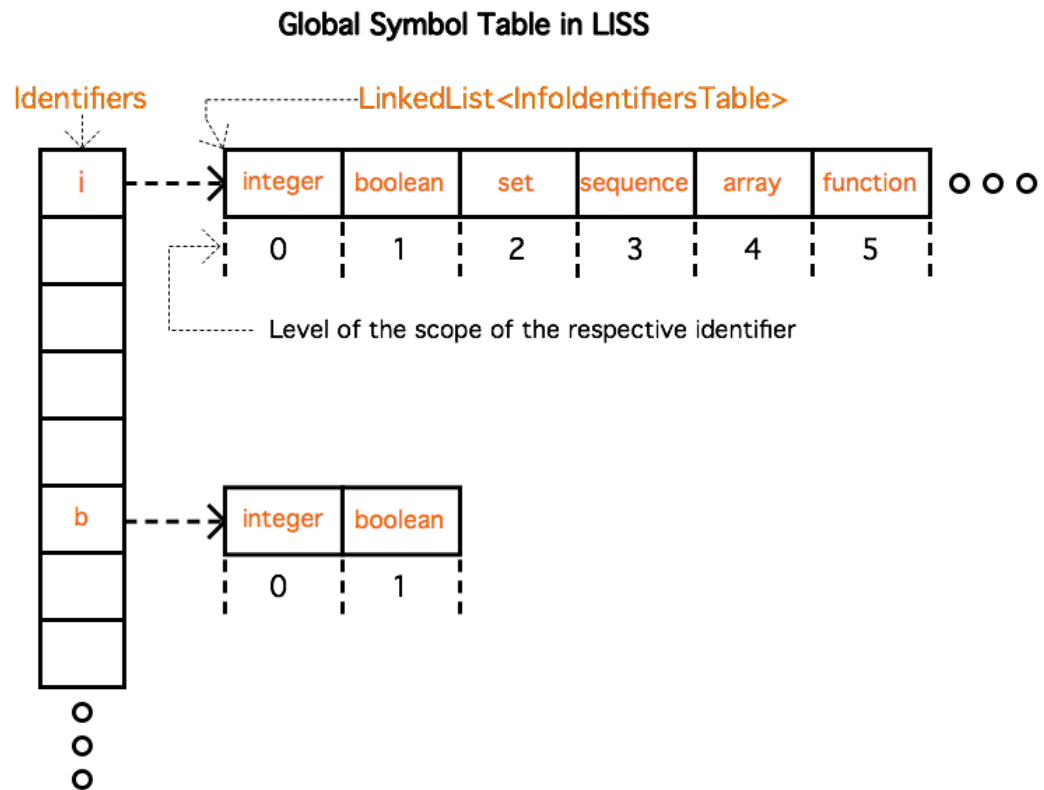 Global Symbol Table in LISS
Identifiers
LinkedList<InfoIdentifiersTable>
i
integer
boolean
set
sequence
array
function
0
1
2
3
4
5
Level of the scope of the respective identifier
b
integer
boolean
0
1